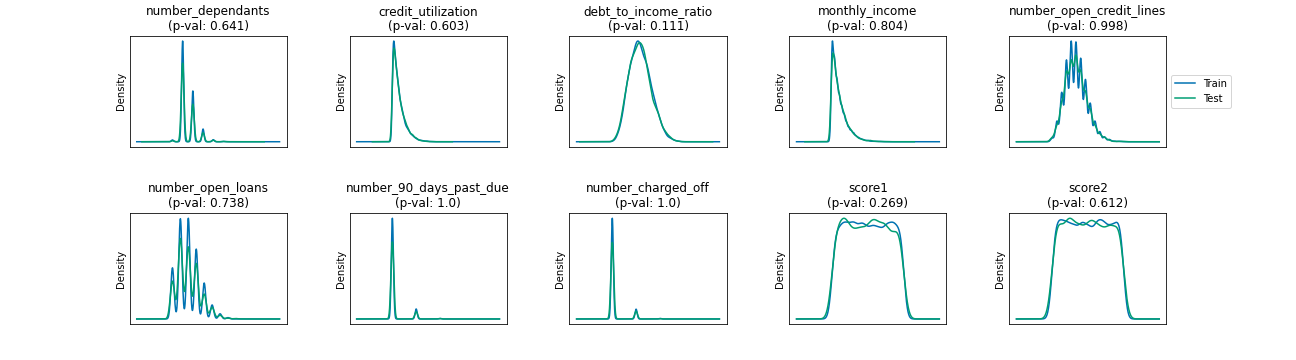 number_dependants
(p-val: 0.641)
Density
credit_utilization
(p-val: 0.603)
Density
debt_to_income_ratio
(p-val: 0.111)
Density
monthly_income
(p-val: 0.804)
Density
number_open_credit_lines
(p-val: 0.998)
Density
Train
Test
number_open_loans
(p-val: 0.738)
Density
number_90_days_past_due
(p-val: 1.0)
Density
number_charged_off
(p-val: 1.0)
Density
score1
(p-val: 0.269)
Density
score2
(p-val: 0.612)
Density